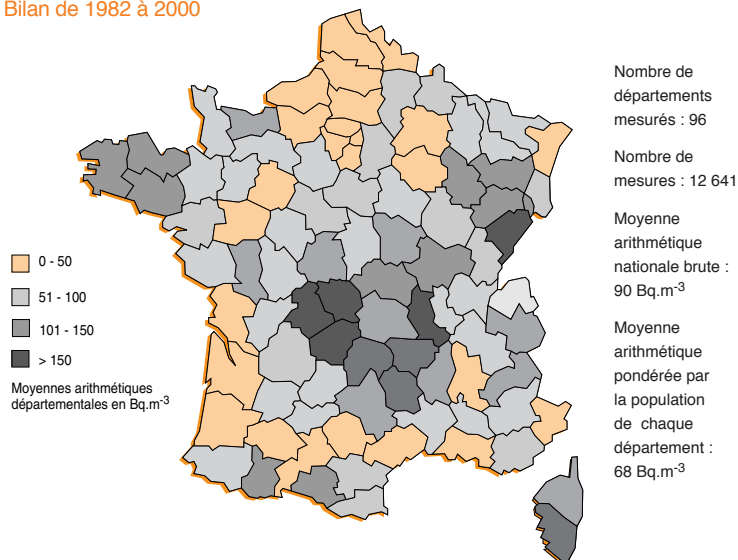 Bilan de 1982 à 2000
Nombre de
départements
mesurés : 96
Nombre de
mesures : 12 641
Moyenne
arithmétique
nationale brute :
90 Bq.m-3
Moyenne
arithmétique
pondérée par
la population
de chaque
département :
68 Bq.m-3
0 - 50
51 - 100
101 - 150
> 150
Moyennes arithmétiques
départementales en Bq.m-3